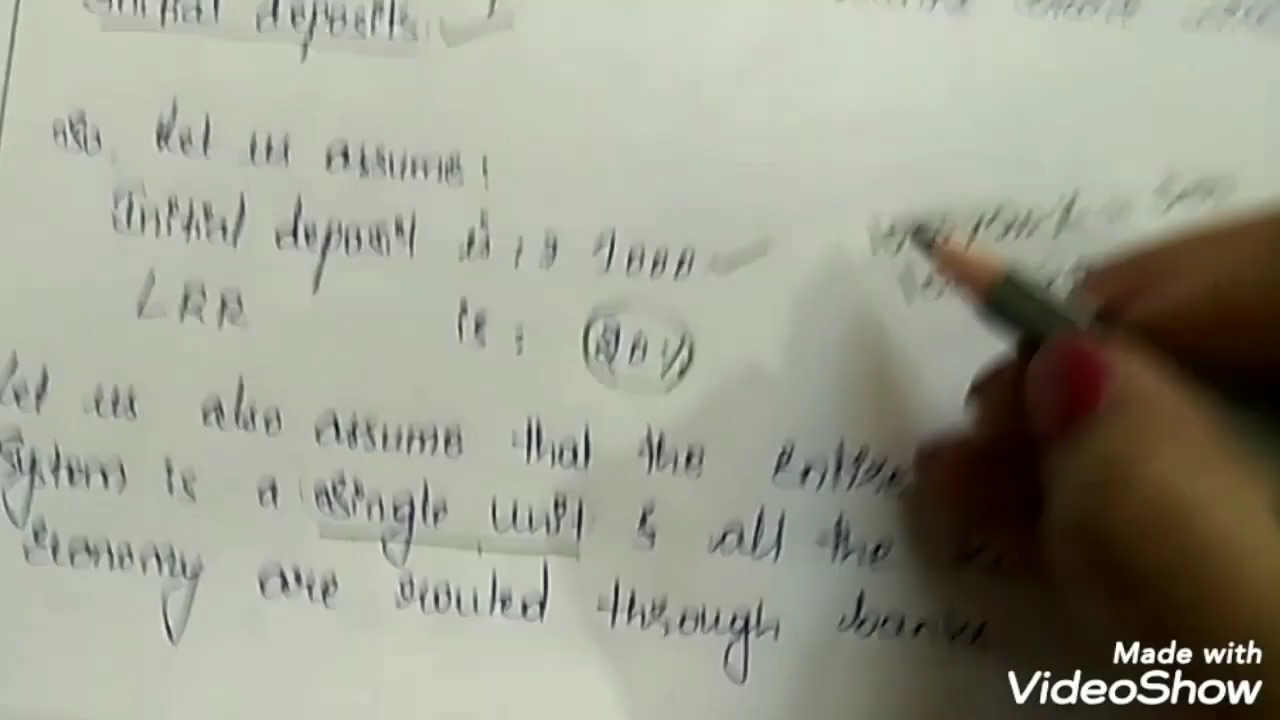 initial deposits
Let us assume:
Initial deposit is : ₹ 1000
LRR is : 20%
Let us also assume that the entire
system is a single unit & all the
economy are routed through banks
Made with
VideoShow